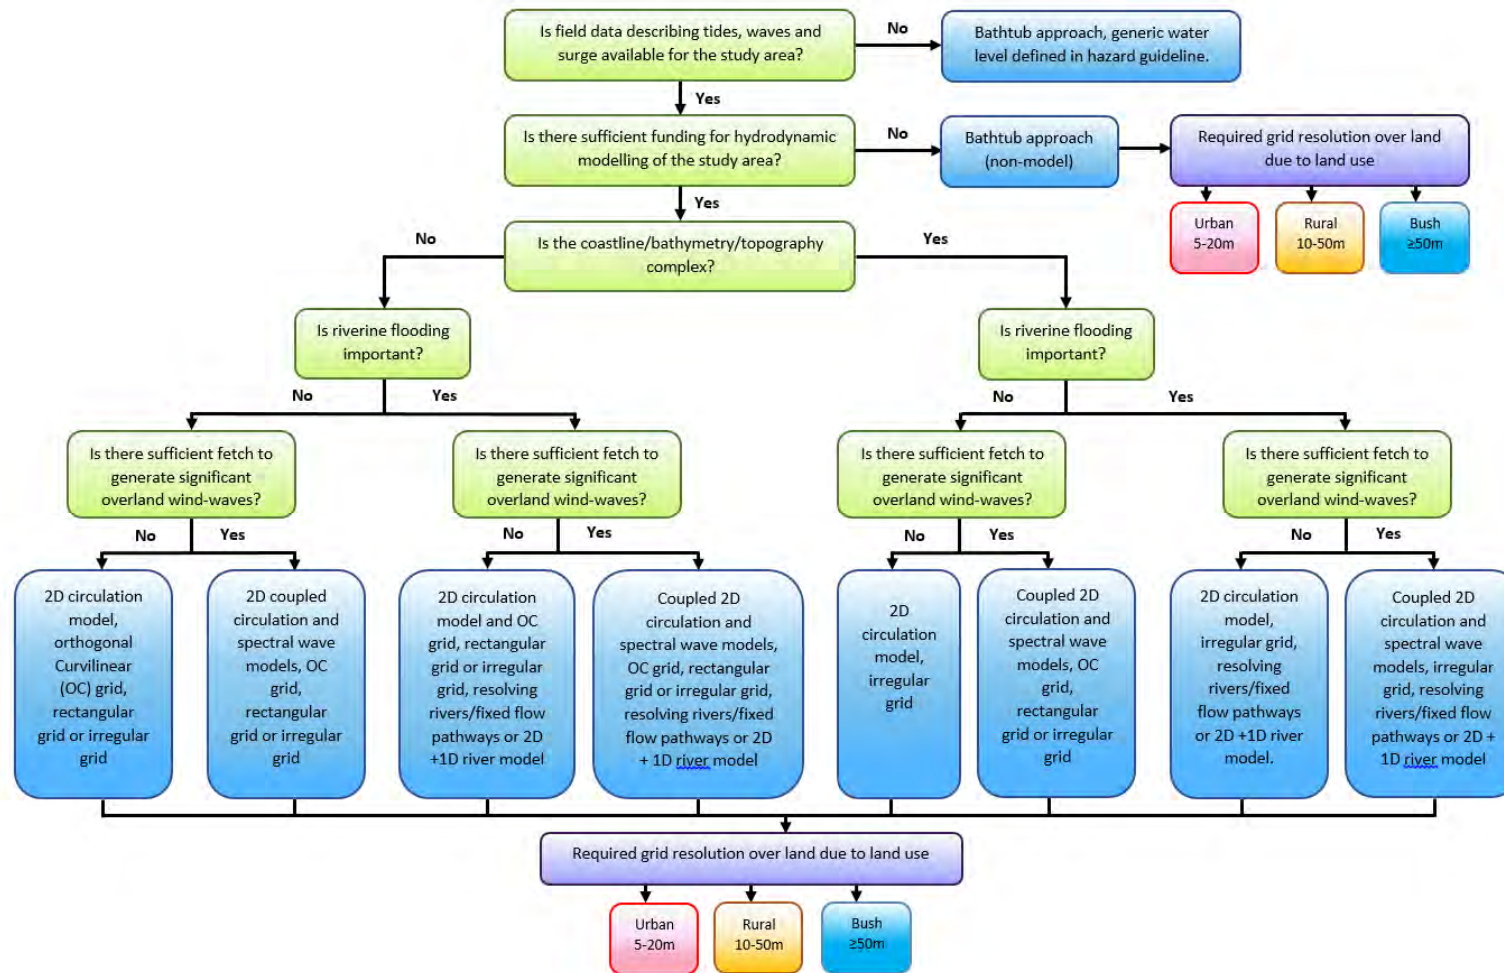 Is field data describing tides, waves and
surge available for the study area?
No
Bathtub approach, generic water
level defined in hazard guideline.
Yes
Is there sufficient funding for hydrodynamic
modelling of the study area?
No
Bathtub approach
(non-model)
Required grid resolution over land
due to land use
Urban
5-20m
Rural
10-50m
Bush
≥50m
Yes
Is the coastline/bathymetry/topography
complex?
No
Yes
Is riverine flooding
important?
Is riverine flooding
important?
No
Yes
No
Yes
Is there sufficient fetch to
generate significant
overland wind-waves?
Is there sufficient fetch to
generate significant
overland wind-waves?
Is there sufficient fetch to
generate significant
overland wind-waves?
Is there sufficient fetch to
generate significant
overland wind-waves?
No
Yes
No
Yes
No
Yes
No
Yes
2D circulation
model,
orthogonal
Curvilinear
(OC) grid,
rectangular
grid or irregular
grid
2D coupled
circulation and
spectral wave
models, OC
grid,
rectangular
grid or irregular
grid
2D circulation
model and OC
grid, rectangular
grid or irregular
grid, resolving
rivers/fixed flow
pathways or 2D
+1D river model
Coupled 2D
circulation and
spectral wave models,
OC grid, rectangular
grid or irregular grid,
resolving rivers/fixed
flow pathways or 2D
+ 1D river model
2D
circulation
model,
irregular
grid
Coupled 2D
circulation and
spectral wave
models, OC
grid,
rectangular
grid or irregular
grid
2D circulation
model,
irregular grid,
resolving
rivers/fixed
flow pathways
or 2D +1D river
model.
Coupled 2D
circulation and
spectral wave
models, irregular
grid, resolving
rivers/fixed flow
pathways or 2D +
1D river model
Required grid resolution over land due to land use
Urban
5-20m
Rural
10-50m
Bush
≥50m